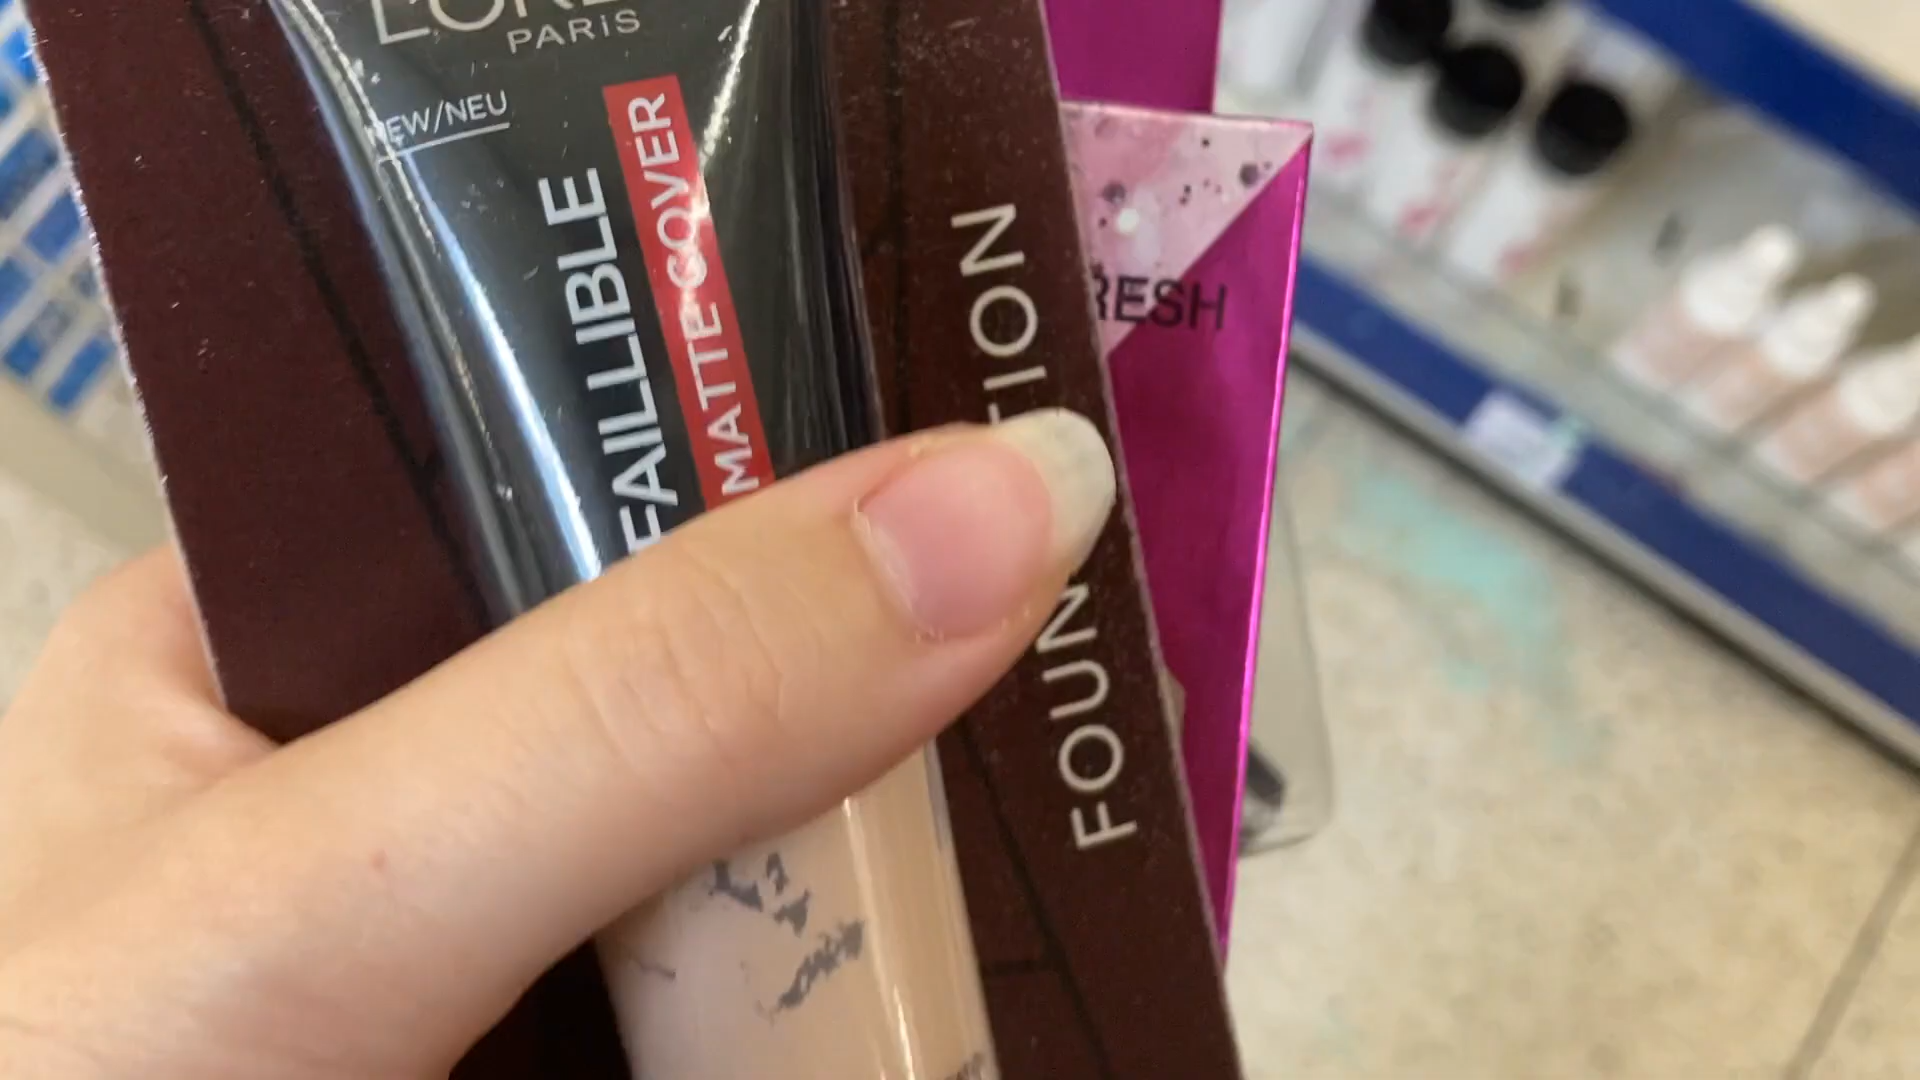 PARIS
NEW/NEU
FAILLIBLE
MATTE COVER
FOUN
TION
RESH